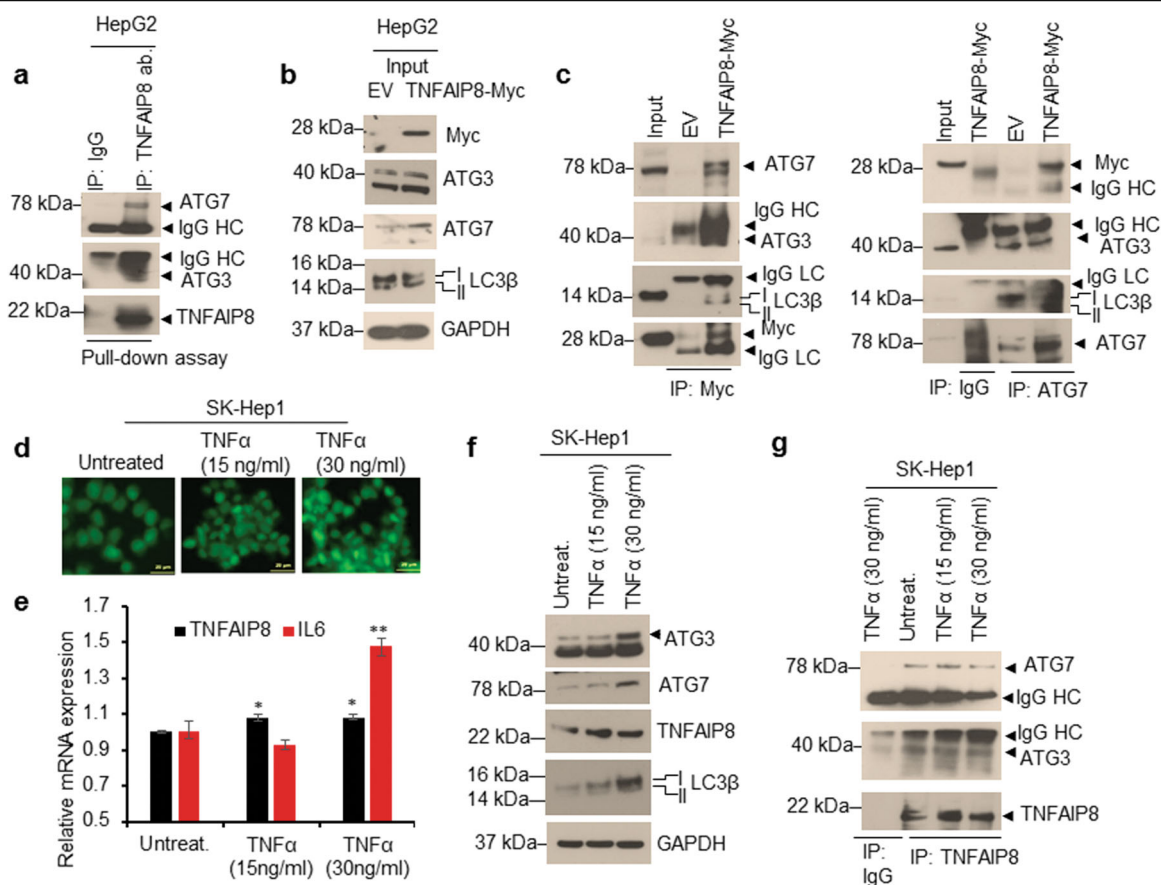 a
HepG2
IP: IgG
IP: TNFAIP8 ab.
78 kDa
ATG7
IgG HC
IgG HC
40 kDa
ATG3
22 kDa
TNFAIP8
Pull-down assay
b
HepG2
Input
EV TNFAIP8-Myc
28 kDa
Myc
40 kDa
ATG3
78 kDa
ATG7
16 kDa
14 kDa
I
II
LC3β
37 kDa
GAPDH
c
Input
EV
TNFAIP8-Myc
78 kDa
ATG7
IgG HC
40 kDa
ATG3
IgG LC
14 kDa
I
II
LC3β
28 kDa
Myc
IgG LC
IP: Myc
Input
TNFAIP8-Myc
EV
TNFAIP8-Myc
28 kDa
Myc
IgG HC
IgG HC
40 kDa
ATG3
IgG LC
14 kDa
I
II
LC3β
78 kDa
ATG7
IP: IgG
IP: ATG7
d
SK-Hep1
Untreated
TNFα
(15 ng/ml)
TNFα
(30 ng/ml)
e
Relative mRNA expression
1.7
1.5
1.3
1.1
0.9
0.7
0.5
TNFAIP8
IL6
*
*
**
Untreat.
TNFα
(15ng/ml)
TNFα
(30ng/ml)
f
SK-Hep1
Untreat.
TNFα (15 ng/ml)
TNFα (30 ng/ml)
40 kDa
ATG3
78 kDa
ATG7
22 kDa
TNFAIP8
16 kDa
14 kDa
I
II
LC3β
37 kDa
GAPDH
g
SK-Hep1
TNFα (30 ng/ml)
Untreat.
TNFα (15 ng/ml)
TNFα (30 ng/ml)
78 kDa
ATG7
IgG HC
IgG HC
40 kDa
ATG3
22 kDa
TNFAIP8
IP:
IgG
IP: TNFAIP8